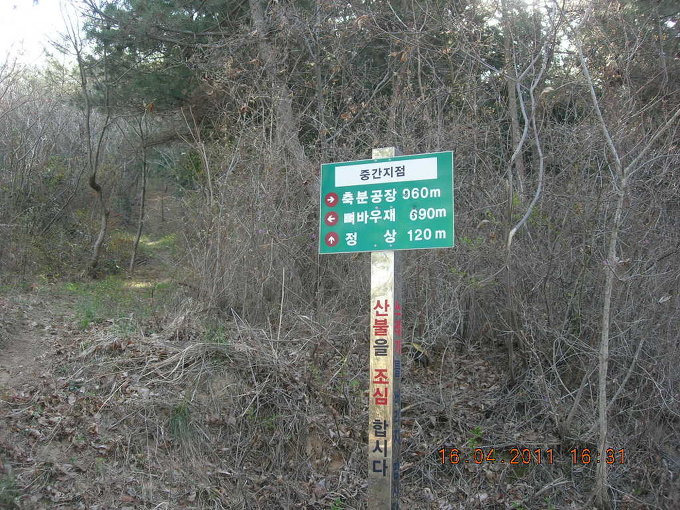 중간지점
축분공장 960m
뼈바우재 690m
정 상 120m
산불을 조심 합시다
16.04.2011 16:31